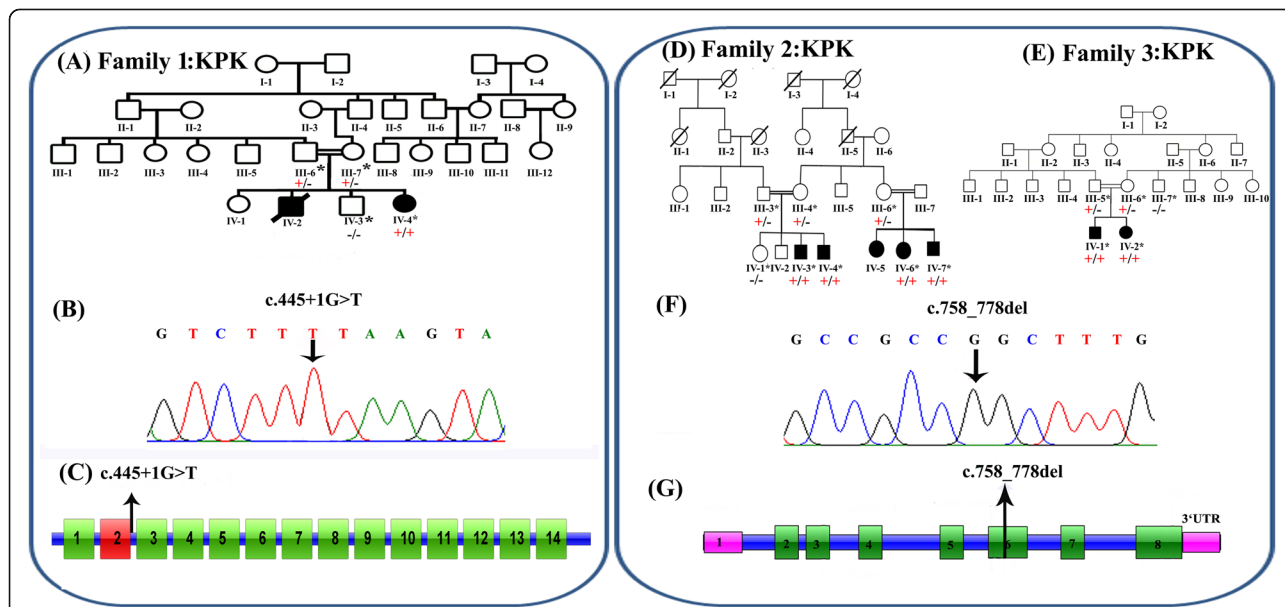 (A) Family 1:KPK
I-1 I-2 I-3 I-4
II-1 II-2 II-3 II-4 II-5 II-6 II-7 II-8 II-9
III-1 III-2 III-3 III-4 III-5 III-6* III-7* III-8 III-9 III-10 III-11 III-12
+/- +/-
IV-1 IV-2 IV-3* IV-4*
-/- +/+
(B)
c.445+1G>T
G T C T T T T A A G T A
(C)
c.445+1G>T
1 2 3 4 5 6 7 8 9 10 11 12 13 14
(D) Family 2:KPK
I-1 I-2 I-3 I-4
II-1 II-2 II-3 II-4 II-5 II-6
III-1 III-2 III-3* III-4* III-5 III-6* III-7
+/- +/- +/-
IV-1* IV-2 IV-3* IV-4* IV-5 IV-6* IV-7*
-/- +/+ +/+ +/+ +/+
(E) Family 3:KPK
I-1 I-2
II-1 II-2 II-3 II-4 II-5 II-6 II-7
III-1 III-2 III-3 III-4 III-5* III-6* III-7* III-8 III-9 III-10
+/- +/- -/-
IV-1* IV-2*
+/+ +/+
(F)
c.758_778del
G C C G C C G G C T T T G
(G)
c.758_778del
3'UTR
1 2 3 4 5 6 7 8